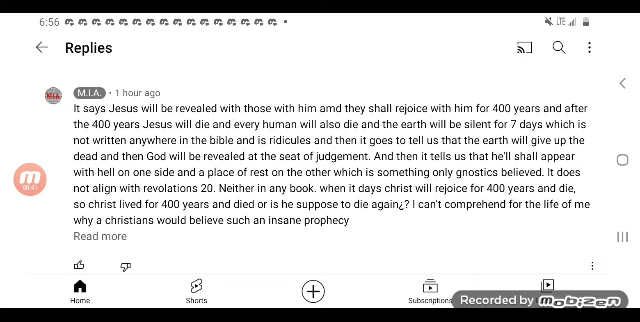 6:56
LTE
Replies
M.I.A. • 1 hour ago
It says Jesus will be revealed with those with him amd they shall rejoice with him for 400 years and after
the 400 years Jesus will die and every human will also die and the earth will be silent for 7 days which is
not written anywhere in the bible and is ridicules and then it goes to tell us that the earth will give up the
dead and then God will be revealed at the seat of judgement. And then it tells us that he'll shall appear
with hell on one side and a place of rest on the other which is something only gnostics believed. It does
not align with revolations 20. Neither in any book. when it days christ will rejoice for 400 years and die,
so christ lived for 400 years and died or is he suppose to die again¿? I can't comprehend for the life of me
why a christians would believe such an insane prophecy
Read more
Home
Shorts
Subscriptions
Recorded by mobizen